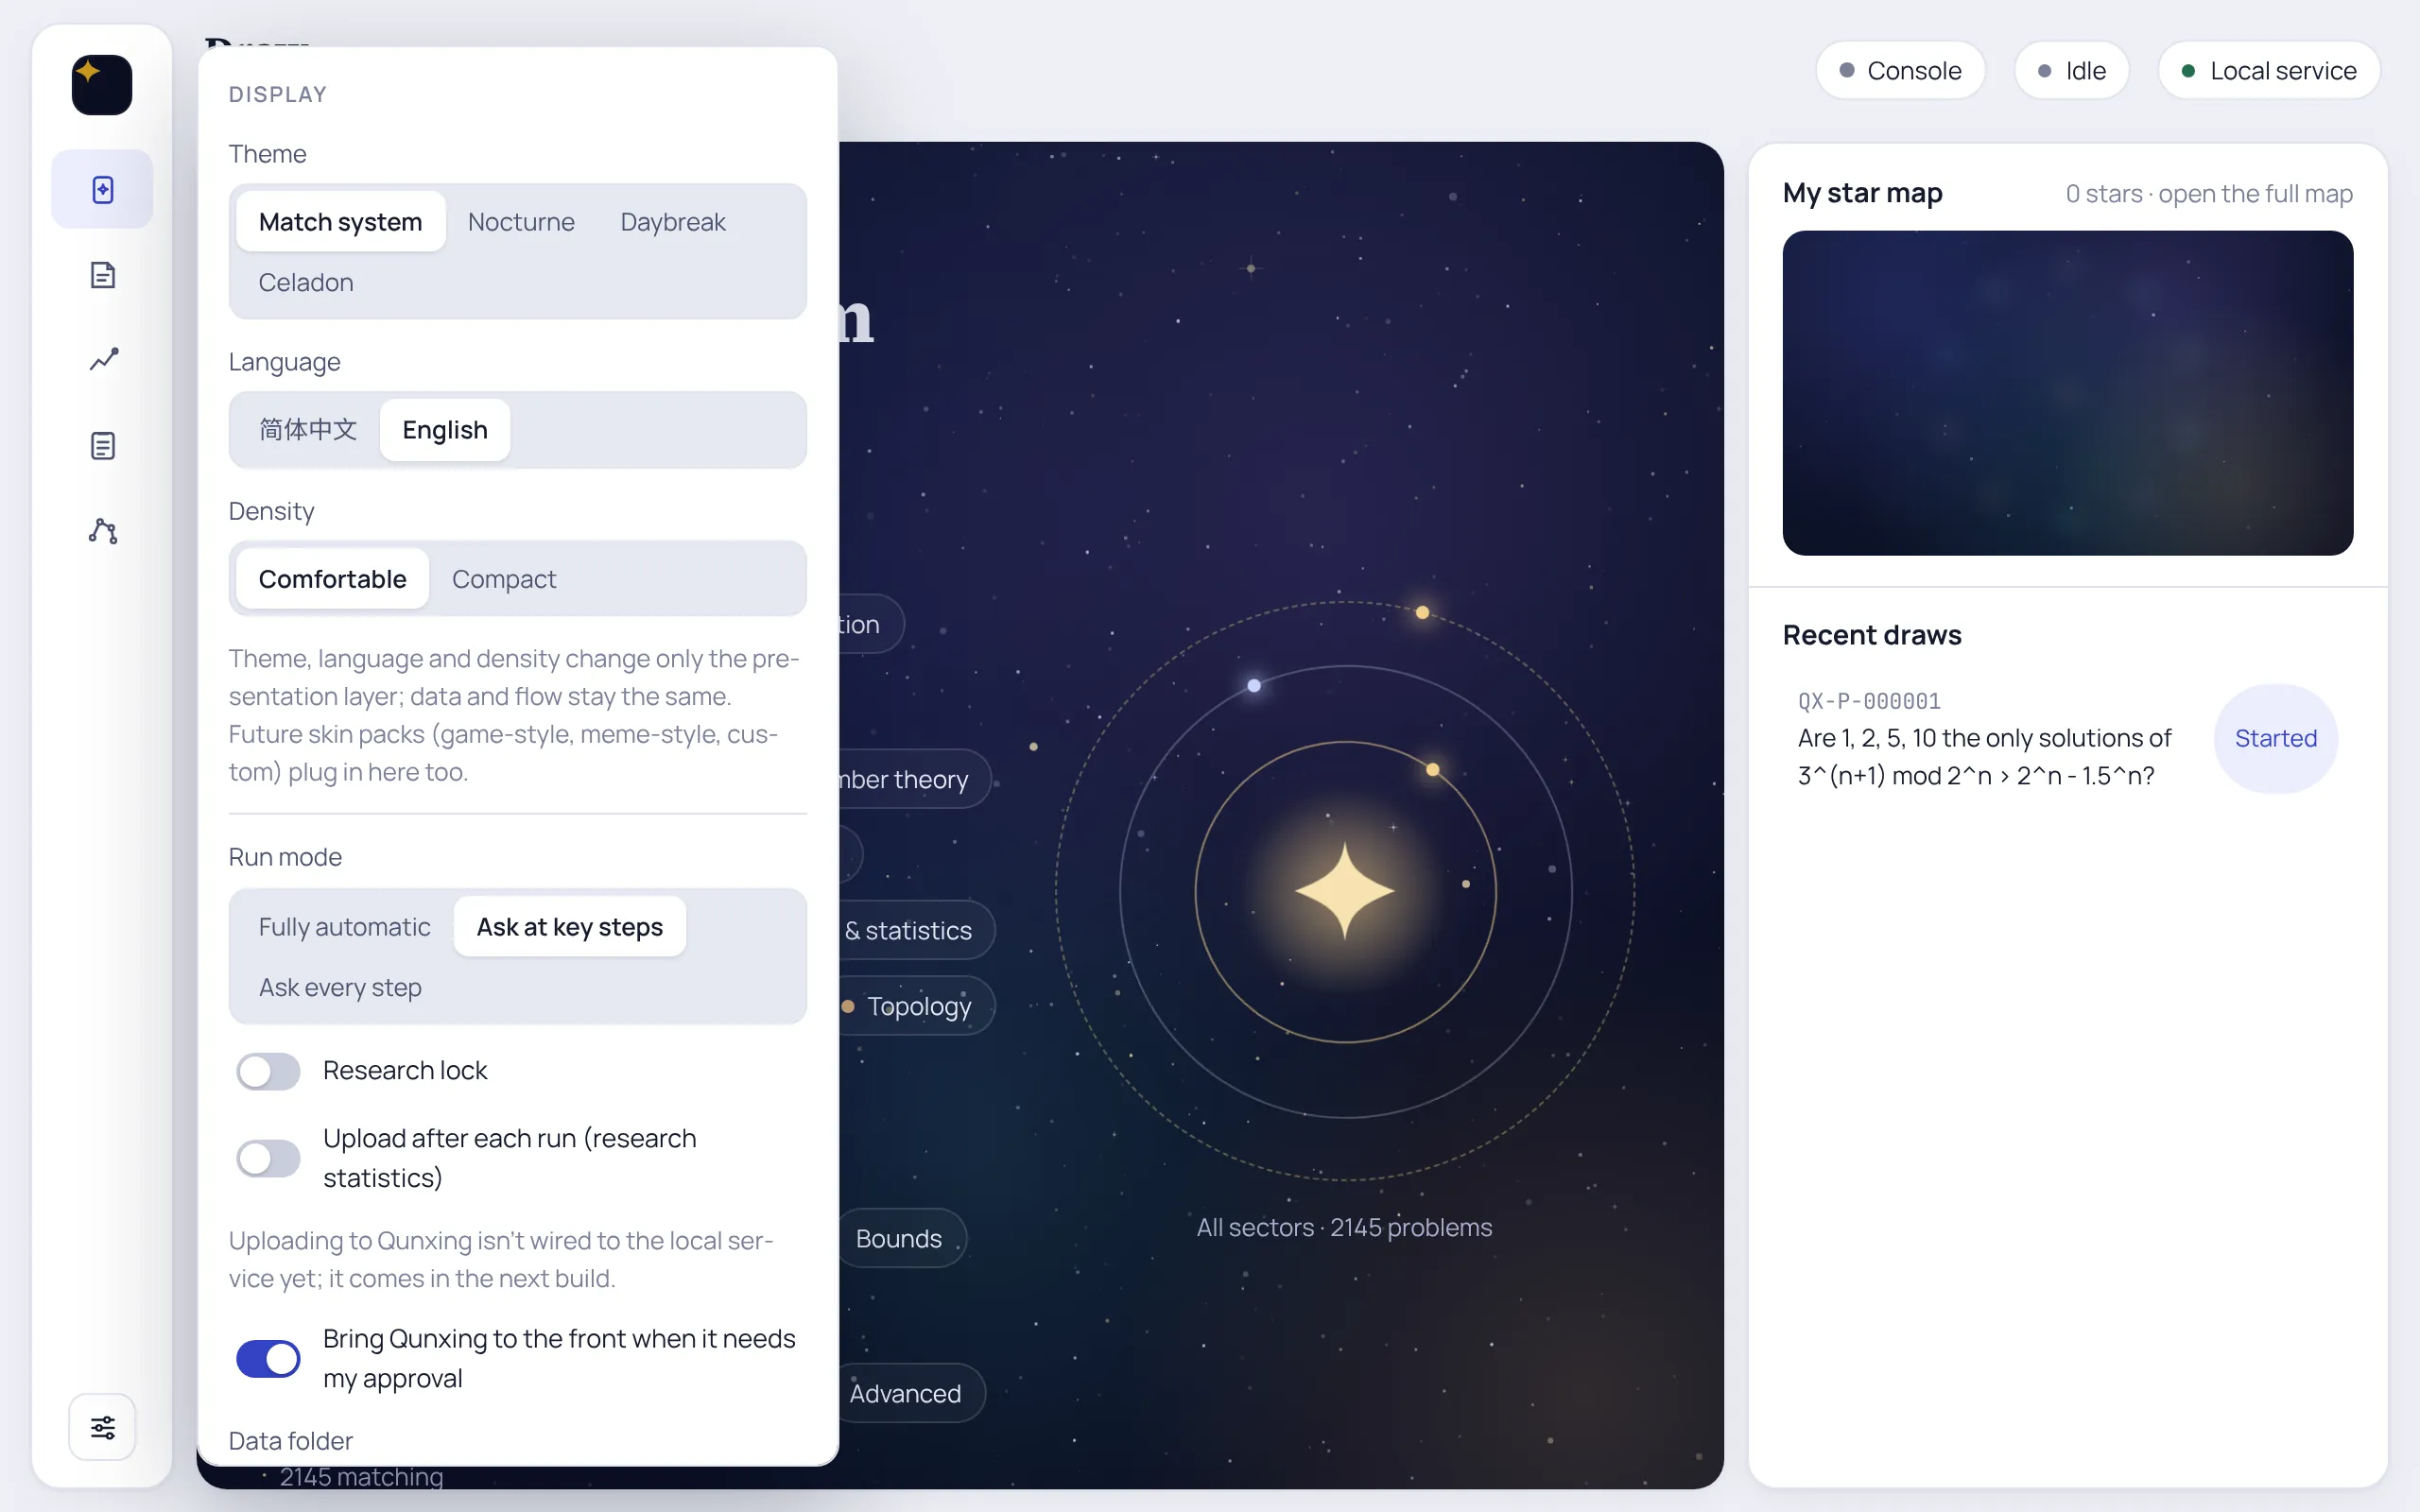 DISPLAY
Theme
Match system
Nocturne
Daybreak
Celadon
Language
简体中文
English
Density
Comfortable
Compact
Theme, language and density change only the pre-
sentation layer; data and flow stay the same.
Future skin packs (game-style, meme-style, cus-
tom) plug in here too.
Run mode
Fully automatic
Ask at key steps
Ask every step
Research lock
Upload after each run (research
statistics)
Uploading to Qunxing isn't wired to the local ser-
vice yet; it comes in the next build.
Bring Qunxing to the front when it needs
my approval
Data folder
2145 matching
& statistics
theory
Topology
Bounds
Advanced
All sectors · 2145 problems
Console
Idle
Local service
My star map
0 stars · open the full map
Recent draws
QX-P-000001
Are 1, 2, 5, 10 the only solutions of
3^(n+1) mod 2^n > 2^n - 1.5^n?
Started